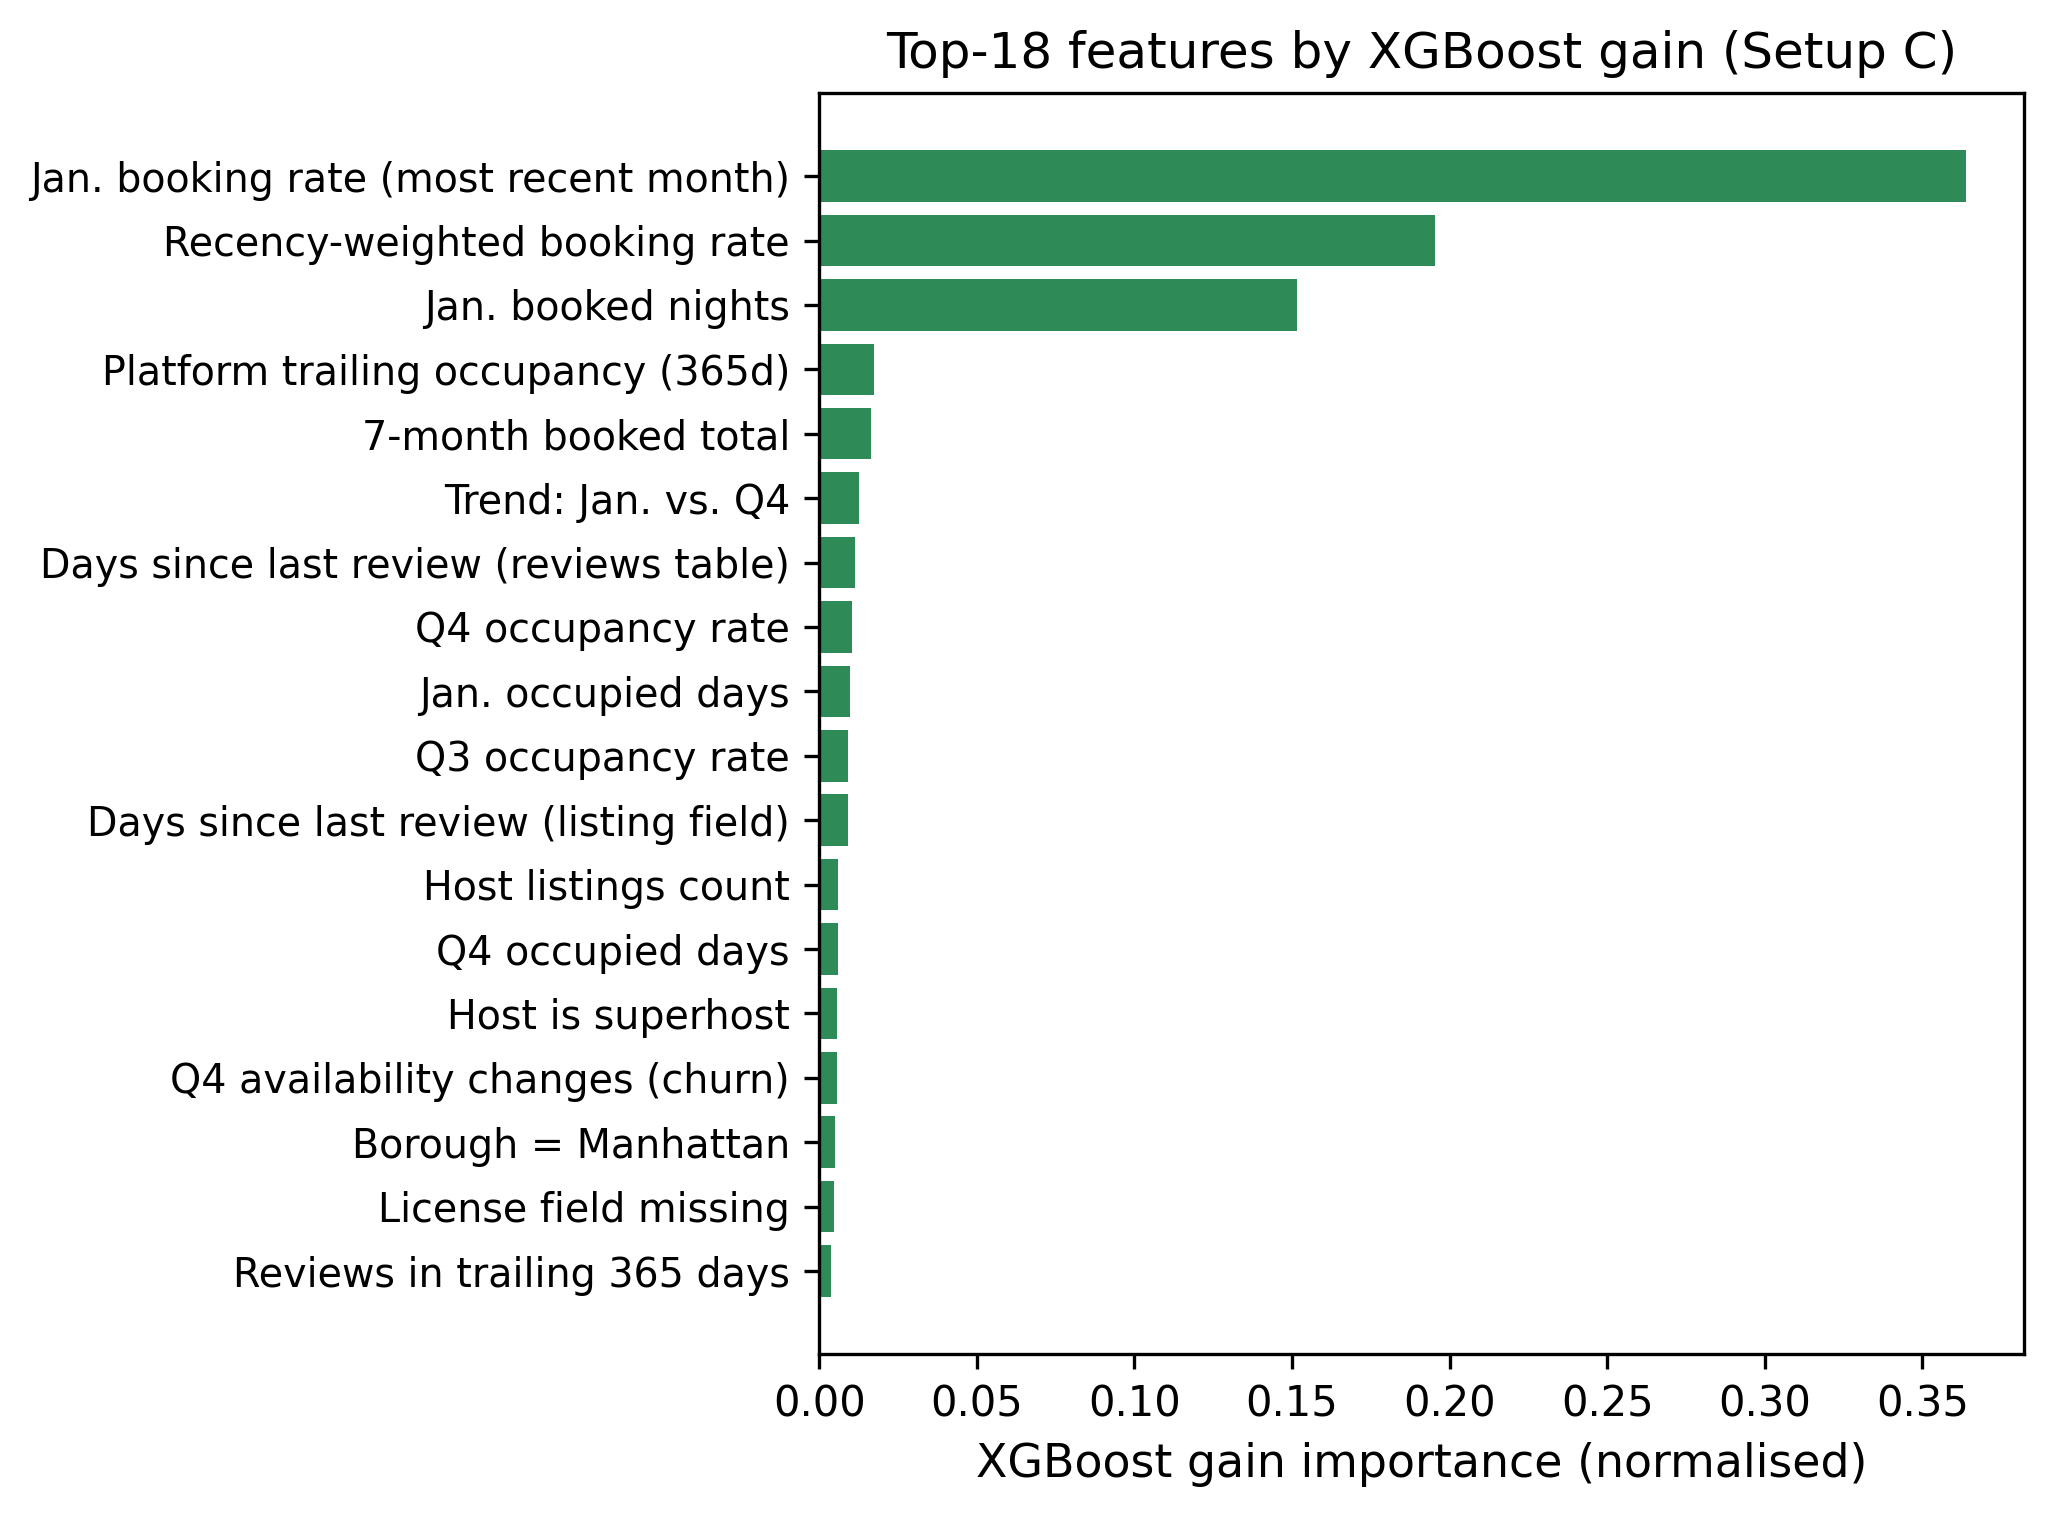 Top-18 features by XGBoost gain (Setup C)
Jan. booking rate (most recent month)
Recency-weighted booking rate
Jan. booked nights
Platform trailing occupancy (365d)
7-month booked total
Trend: Jan. vs. Q4
Days since last review (reviews table)
Q4 occupancy rate
Jan. occupied days
Q3 occupancy rate
Days since last review (listing field)
Host listings count
Q4 occupied days
Host is superhost
Q4 availability changes (churn)
Borough = Manhattan
License field missing
Reviews in trailing 365 days
0.00 0.05 0.10 0.15 0.20 0.25 0.30 0.35
XGBoost gain importance (normalised)